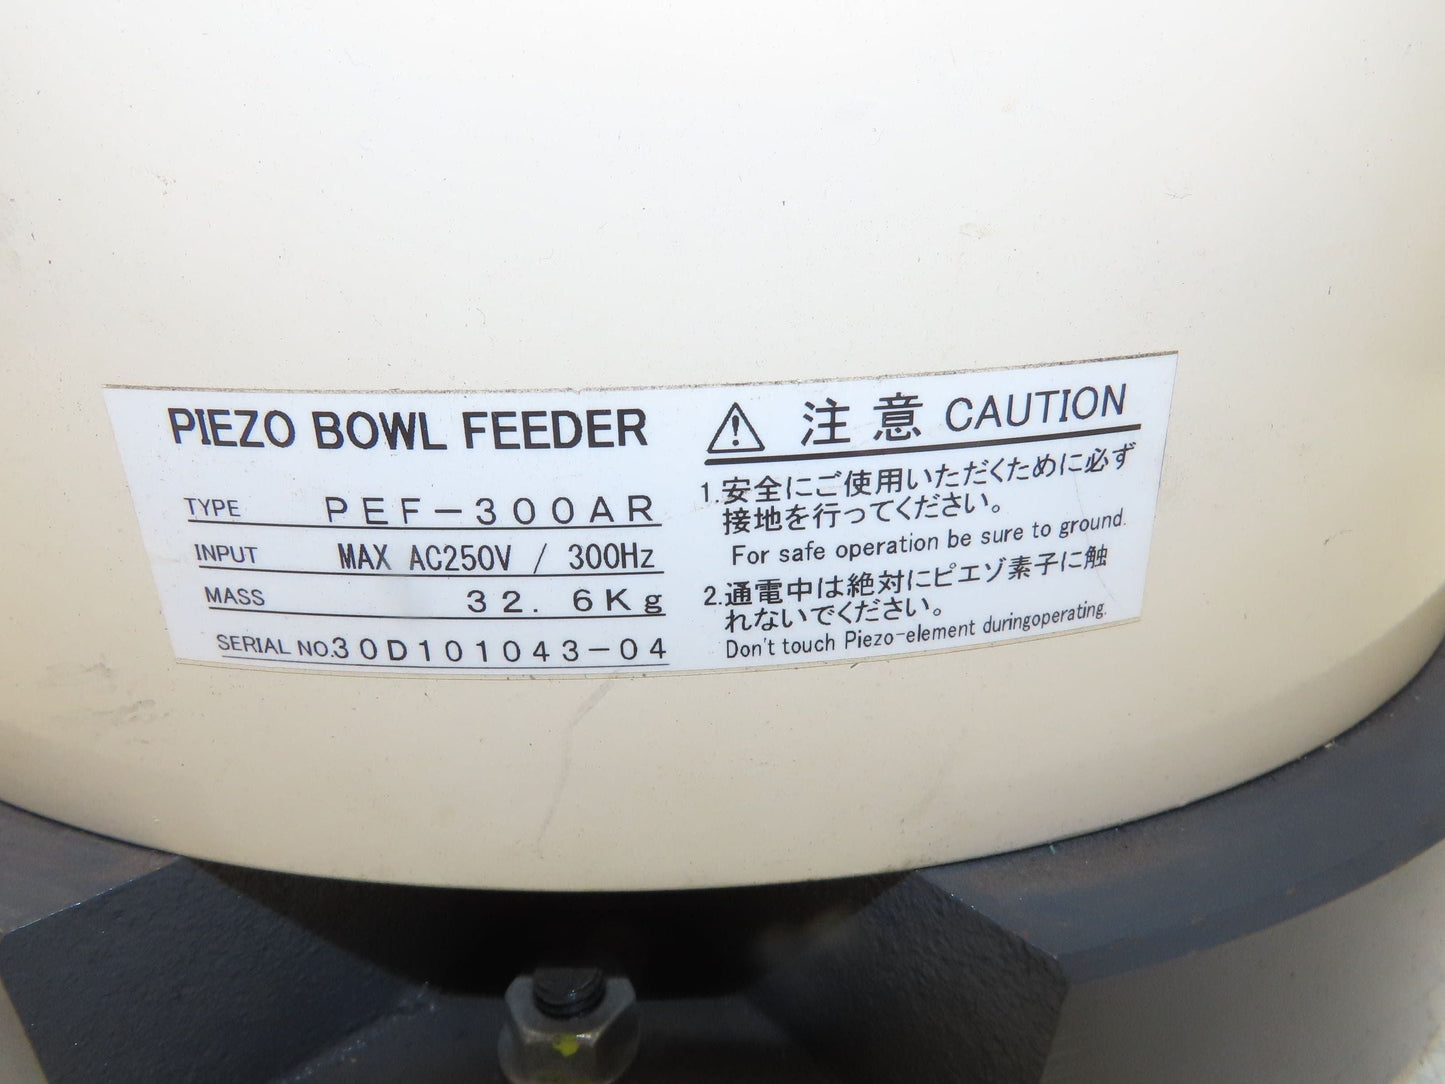 PIEZO BOWL FEEDER
TYPE PEF-300AR
INPUT MAX AC250V / 300Hz
MASS 32.6Kg
SERIAL NO.30D101043-04
注意 CAUTION
1.安全にご使用いただくために必ず
接地を行ってください。
For safe operation be sure to ground.
2.通電中は絶対にピエゾ素子に触
れないでください。
Don't touch Piezo-element duringoperating.